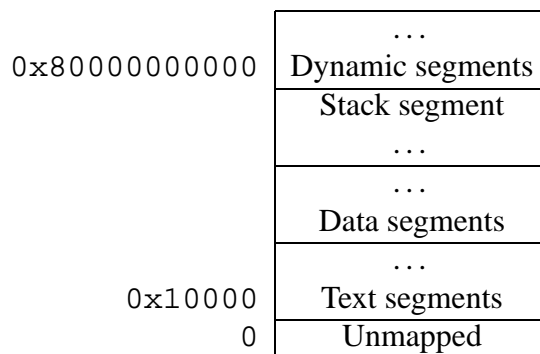 ...
0x80000000000 Dynamic segments
Stack segment
...
...
Data segments
...
0x10000 Text segments
0 Unmapped